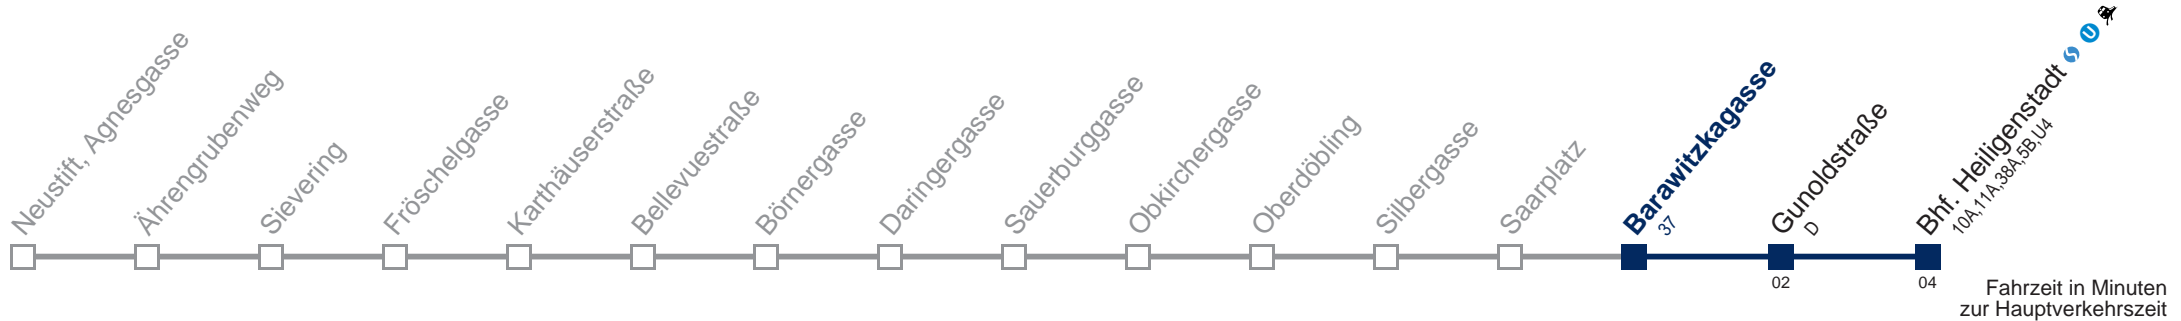 Neustift, Agnesgasse
Ährengrubenweg
Sievering
Fröschelgasse
Karthäuserstraße
Bellevuestraße
Börnergasse
Daringergasse
Sauerburggasse
Obkirchergasse
Oberdöbling
Silbergasse
Saarplatz
Barawitzkagasse
37
Gunoldstraße
D
Bhf. Heiligenstadt S U
10A,11A,38A,5B,U4
02
04
Fahrzeit in Minuten
zur Hauptverkehrszeit